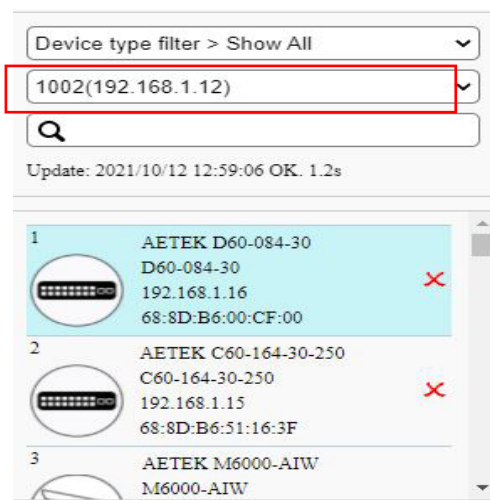 Device type filter > Show All
1002(192.168.1.12)
Update: 2021/10/12 12:59:06 OK. 1.2s
1
AETEK D60-084-30
D60-084-30
192.168.1.16
68:8D:B6:00:CF:00
2
AETEK C60-164-30-250
C60-164-30-250
192.168.1.15
68:8D:B6:51:16:3F
3
AETEK M6000-AIW
M6000-AIW